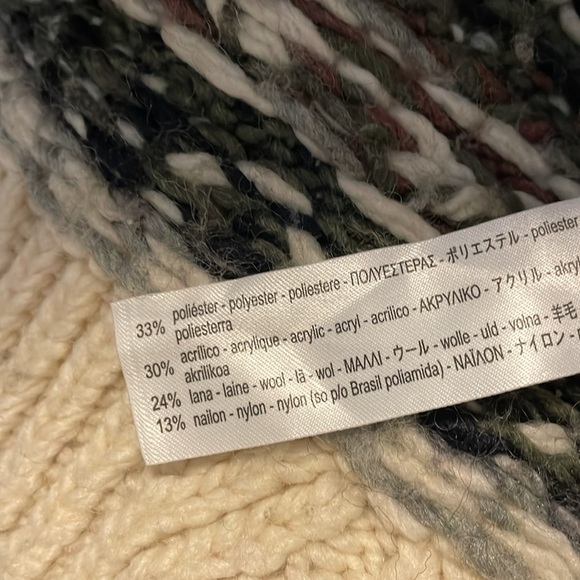 33% poliéster - polyester - poliestere - ΠΟΛΥΕΣΤΕΡΑΣ - ポリエステル - poliester
poliesterra
30% acrílico - acrylique - acrylic - acryl - acrilico - ΑΚΡΥΛΙΚΟ - アクリル - akryl
akrilikoa
24% lana - laine - wool - lã - wol - ΜΑΛΛΙ - ウール - wolle - uld - volna - 羊毛
13% nailon - nylon - nylon (so p/o Brasil poliamida) - ΝΑΪΛΟΝ - ナイロン -